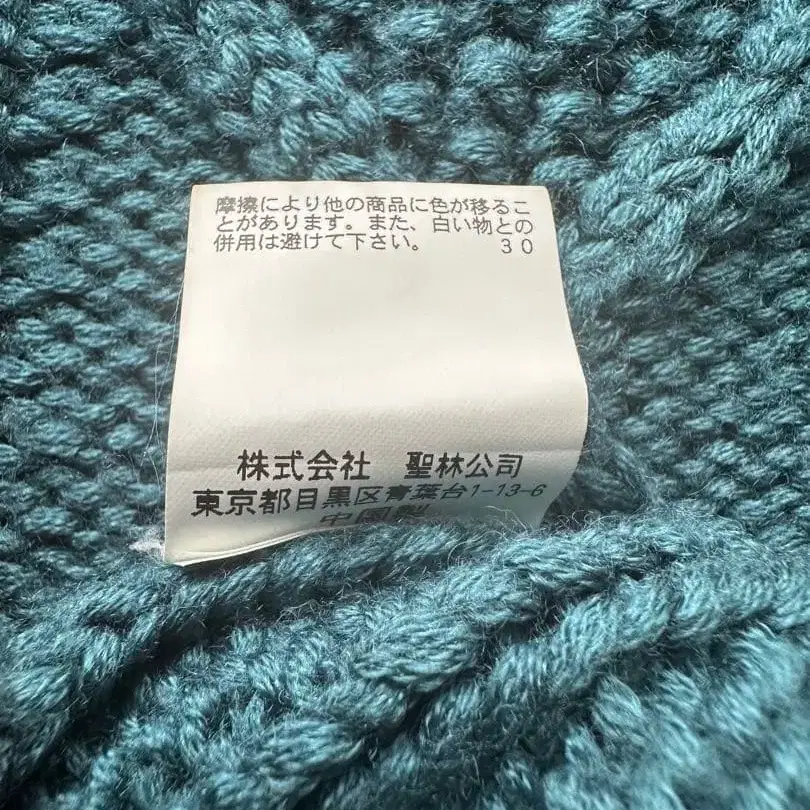 摩擦により他の商品に色が移るこ
とがあります。また、白い物との
併用は避けて下さい。 30
株式会社 聖林公司
東京都目黒区青葉台1-13-6
中国製